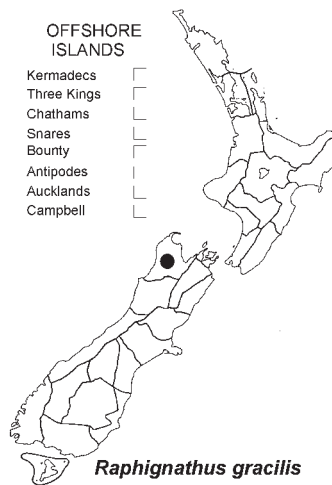 OFFSHORE
ISLANDS
Kermadecs
Three Kings
Chathams
Snares
Bounty
Antipodes
Aucklands
Campbell
Raphignathus gracilis